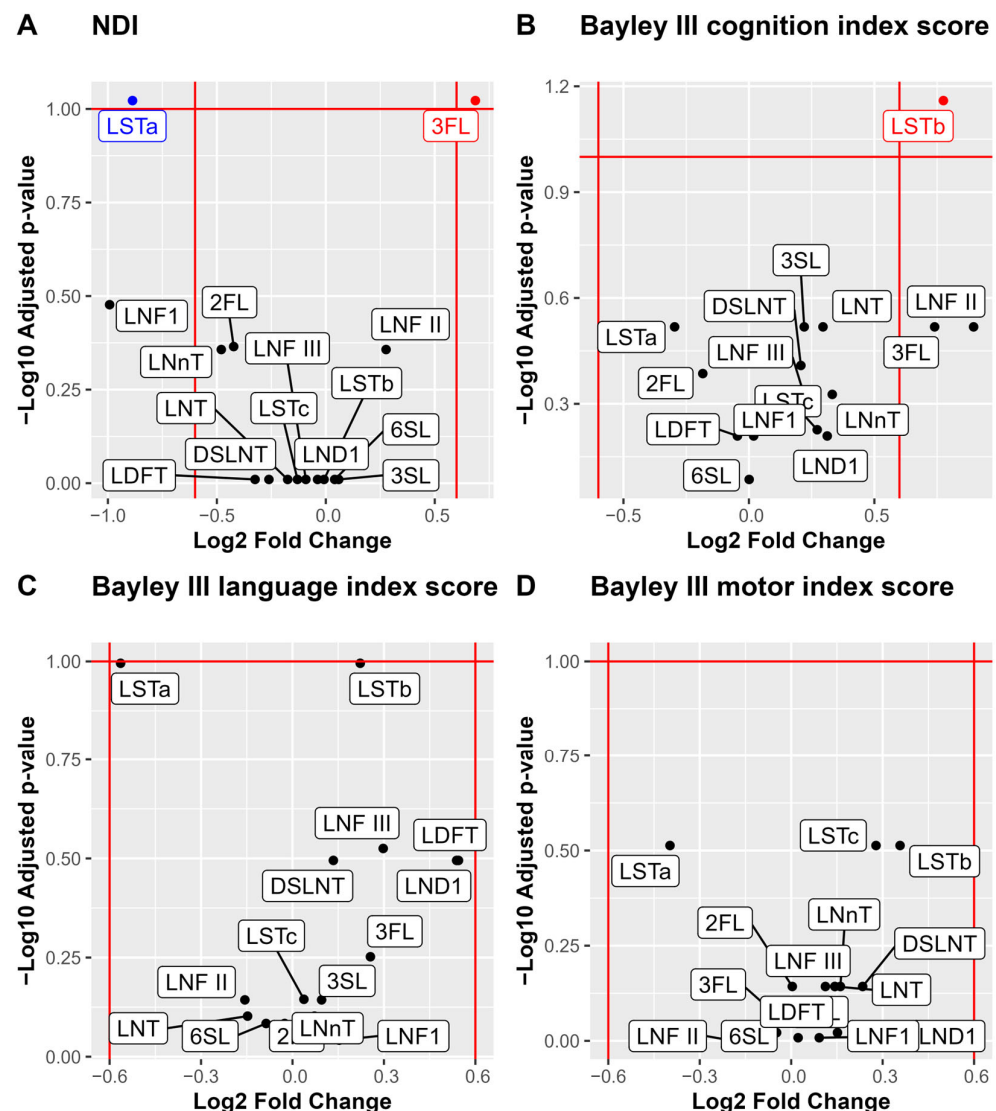 A NDI
−Log10 Adjusted p-value
1.00
0.75
0.50
0.25
0.00
LSTa
3FL
LNF1
2FL
LNF II
LNnT
LNF III
LSTb
LNT
LSTc
6SL
DSLNT
LND1
LDFT
3SL
−1.0 −0.5 0.0 0.5
Log2 Fold Change
B Bayley III cognition index score
−Log10 Adjusted p-value
1.2
0.9
0.6
0.3
LSTb
3SL
DSLNT
LNT
LNF II
LSTa
LNF III
3FL
2FL
LSTc
LDFT
LNF1
LNnT
6SL
LND1
−0.5 0.0 0.5
Log2 Fold Change
C Bayley III language index score
−Log10 Adjusted p-value
1.00
0.75
0.50
0.25
0.00
LSTa
LSTb
LNF III
LDFT
DSLNT
LND1
LSTc
3FL
LNF II
3SL
LNT
6SL
LNnT
LNF1
−0.6 −0.3 0.0 0.3 0.6
Log2 Fold Change
D Bayley III motor index score
−Log10 Adjusted p-value
1.00
0.75
0.50
0.25
0.00
LSTc
LSTa
LSTb
2FL
LNnT
DSLNT
LNF III
3FL
LNT
LDFT
LNF II
6SL
LNF1
LND1
−0.6 −0.3 0.0 0.3 0.6
Log2 Fold Change